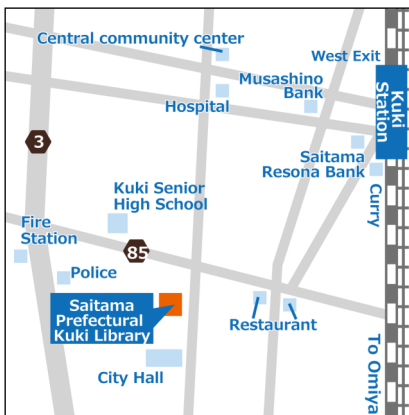 Central community center
West Exit
Musashino
Bank
Kuki
Station
Hospital
3
Saitama
Resona Bank
Kuki Senior
High School
Curry
Fire
Station
85
Police
Saitama
Prefectural
Kuki Library
Restaurant
City Hall
To Omiya